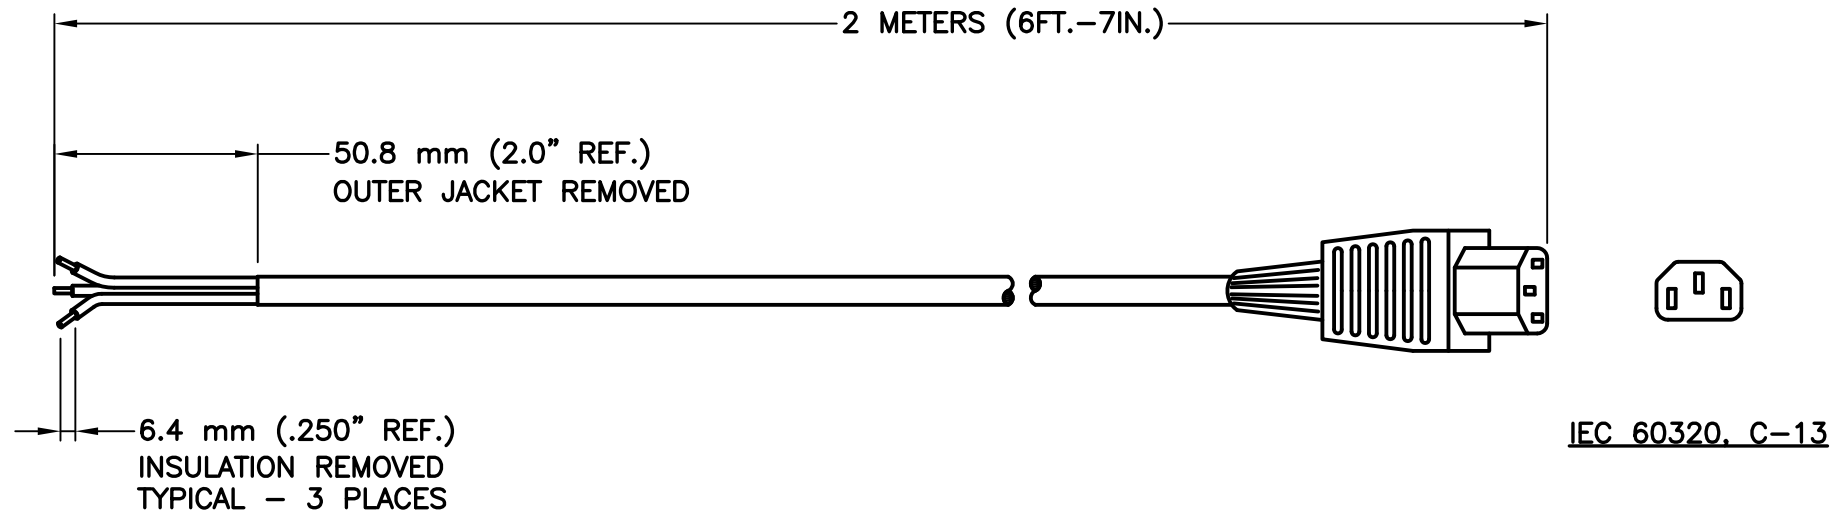 2 METERS (6FT.-7IN.)
50.8 mm (2.0" REF.)
OUTER JACKET REMOVED
6.4 mm (.250" REF.)
INSULATION REMOVED
TYPICAL - 3 PLACES
IEC 60320, C-13